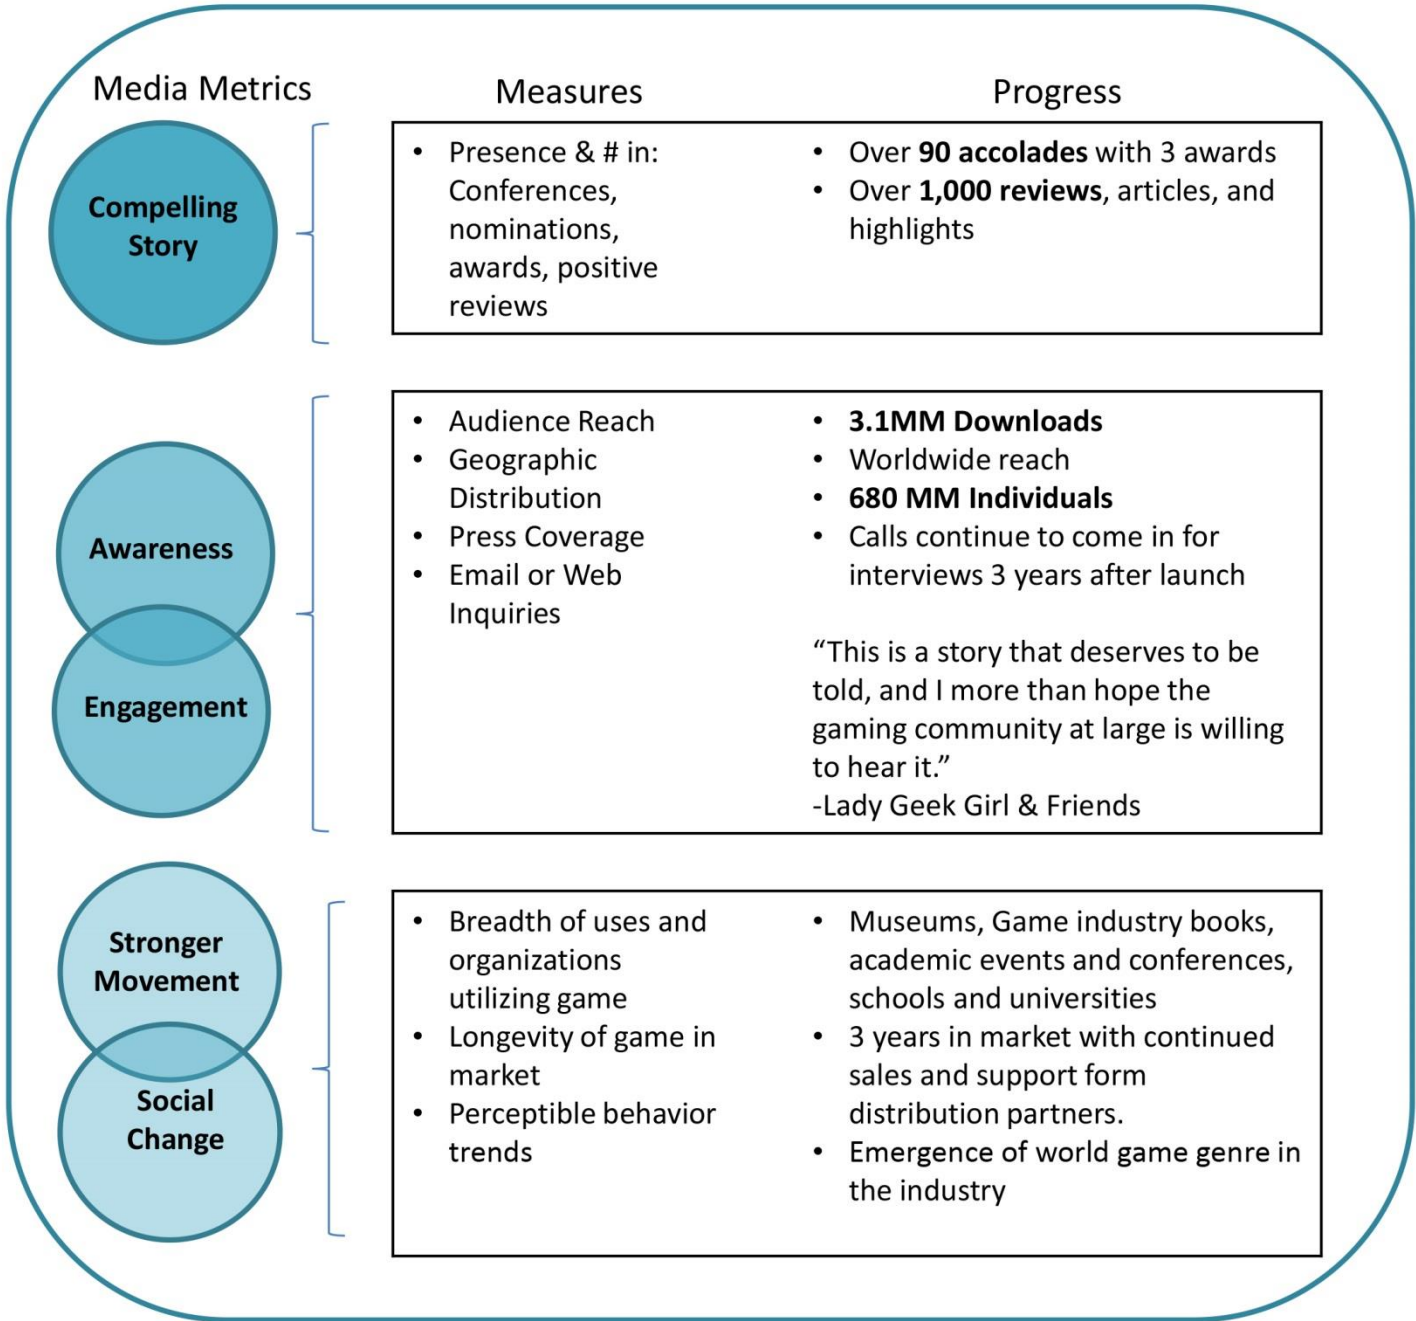 Media Metrics
Measures
Progress
Compelling
Story
• Presence & # in:
Conferences,
nominations,
awards, positive
reviews
• Over 90 accolades with 3 awards
• Over 1,000 reviews, articles, and
highlights
Awareness
Engagement
• Audience Reach
• Geographic
Distribution
• Press Coverage
• Email or Web
Inquiries
• 3.1MM Downloads
• Worldwide reach
• 680 MM Individuals
• Calls continue to come in for
interviews 3 years after launch
“This is a story that deserves to be
told, and I more than hope the
gaming community at large is willing
to hear it.”
-Lady Geek Girl & Friends
Stronger
Movement
Social
Change
• Breadth of uses and
organizations
utilizing game
• Longevity of game in
market
• Perceptible behavior
trends
• Museums, Game industry books,
academic events and conferences,
schools and universities
• 3 years in market with continued
sales and support form
distribution partners.
• Emergence of world game genre in
the industry